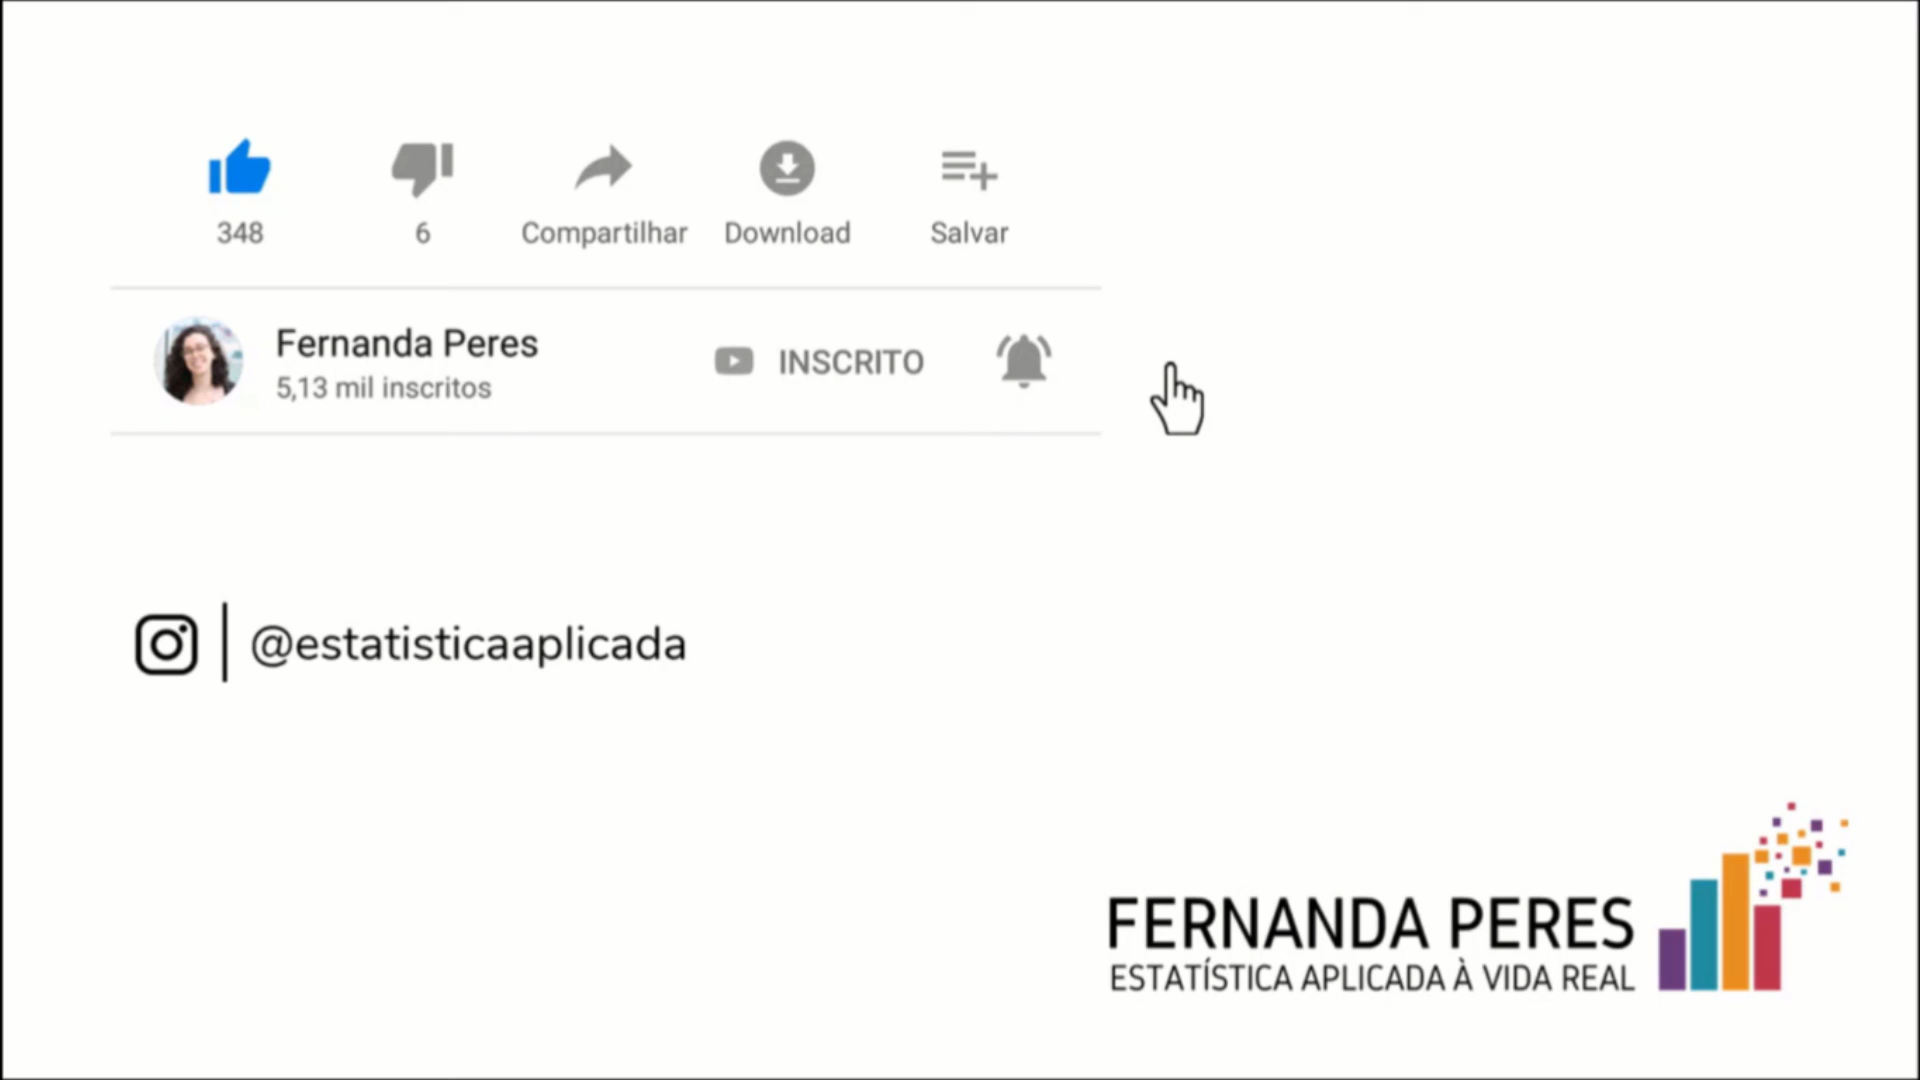 348
6
Compartilhar
Download
Salvar
Fernanda Peres
5,13 mil inscritos
INSCRITO
@estatisticaaplicada
FERNANDA PERES
ESTATÍSTICA APLICADA À VIDA REAL